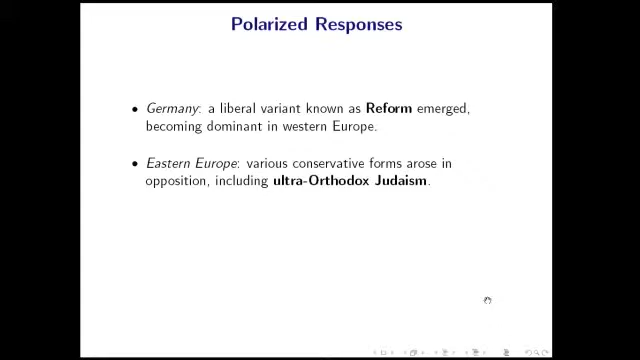 Polarized Responses
• Germany: a liberal variant known as Reform emerged,
becoming dominant in western Europe.
• Eastern Europe: various conservative forms arose in
opposition, including ultra-Orthodox Judaism.